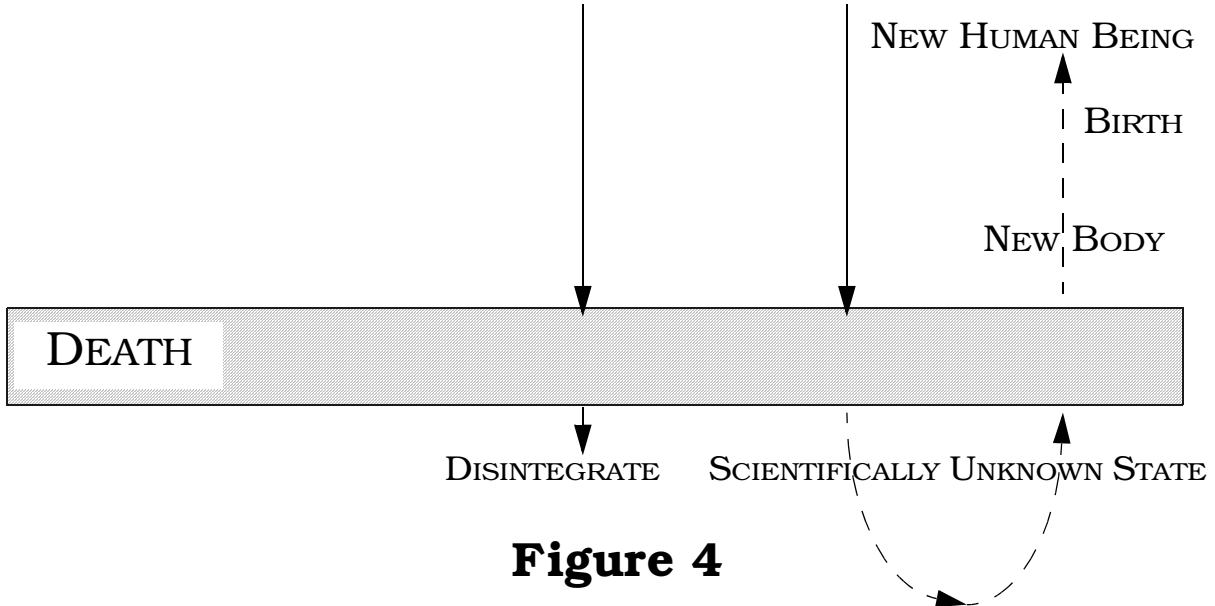 NEW HUMAN BEING
BIRTH
NEW BODY
DEATH
DISINTEGRATE
SCIENTIFICALLY UNKNOWN STATE
Figure 4